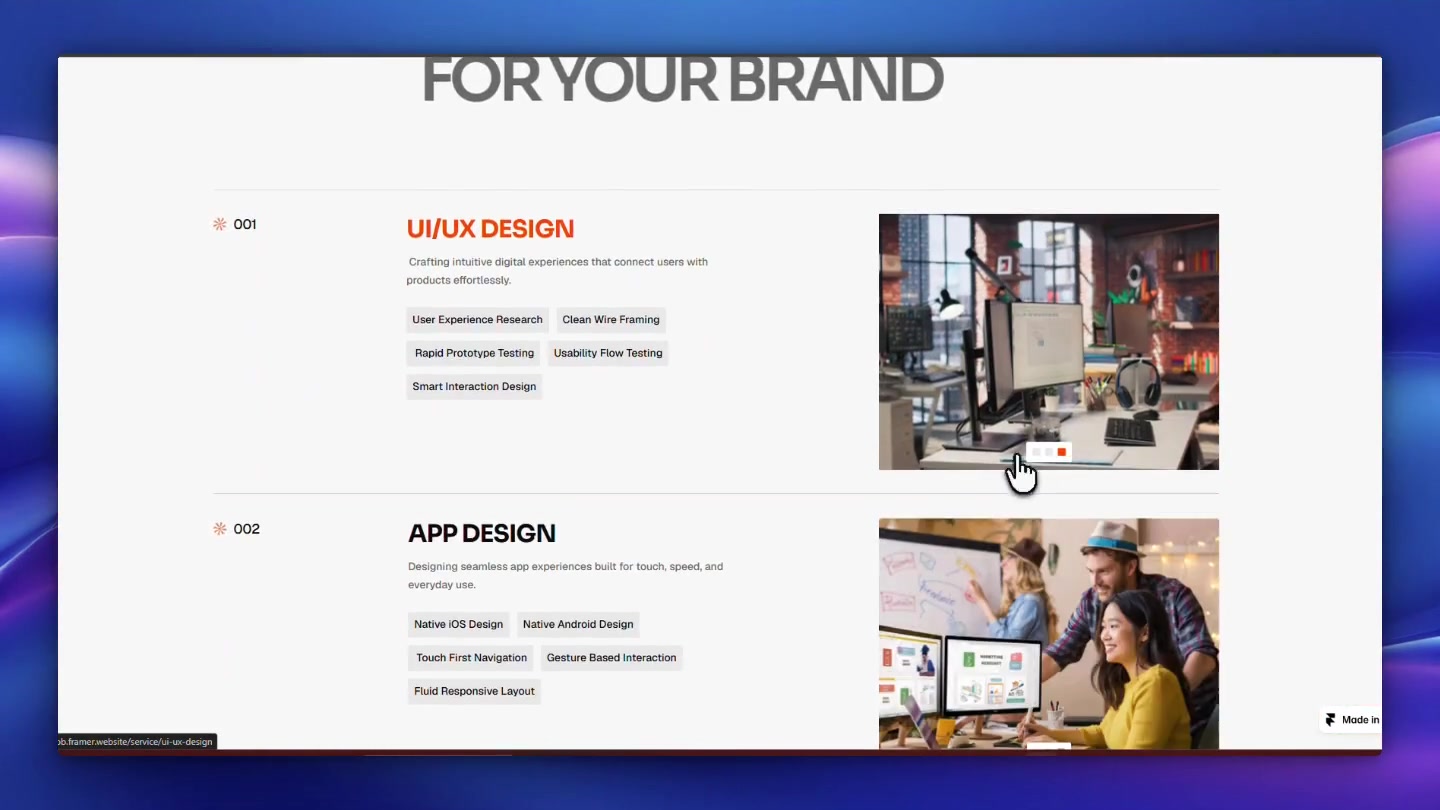 FOR YOUR BRAND
001
UI/UX DESIGN
Crafting intuitive digital experiences that connect users with
products effortlessly.
User Experience Research
Clean Wire Framing
Rapid Prototype Testing
Usability Flow Testing
Smart Interaction Design
002
APP DESIGN
Designing seamless app experiences built for touch, speed, and
everyday use.
Native iOS Design
Native Android Design
Touch First Navigation
Gesture Based Interaction
Fluid Responsive Layout
Made in
ob.framer.website/service/ui-ux-design